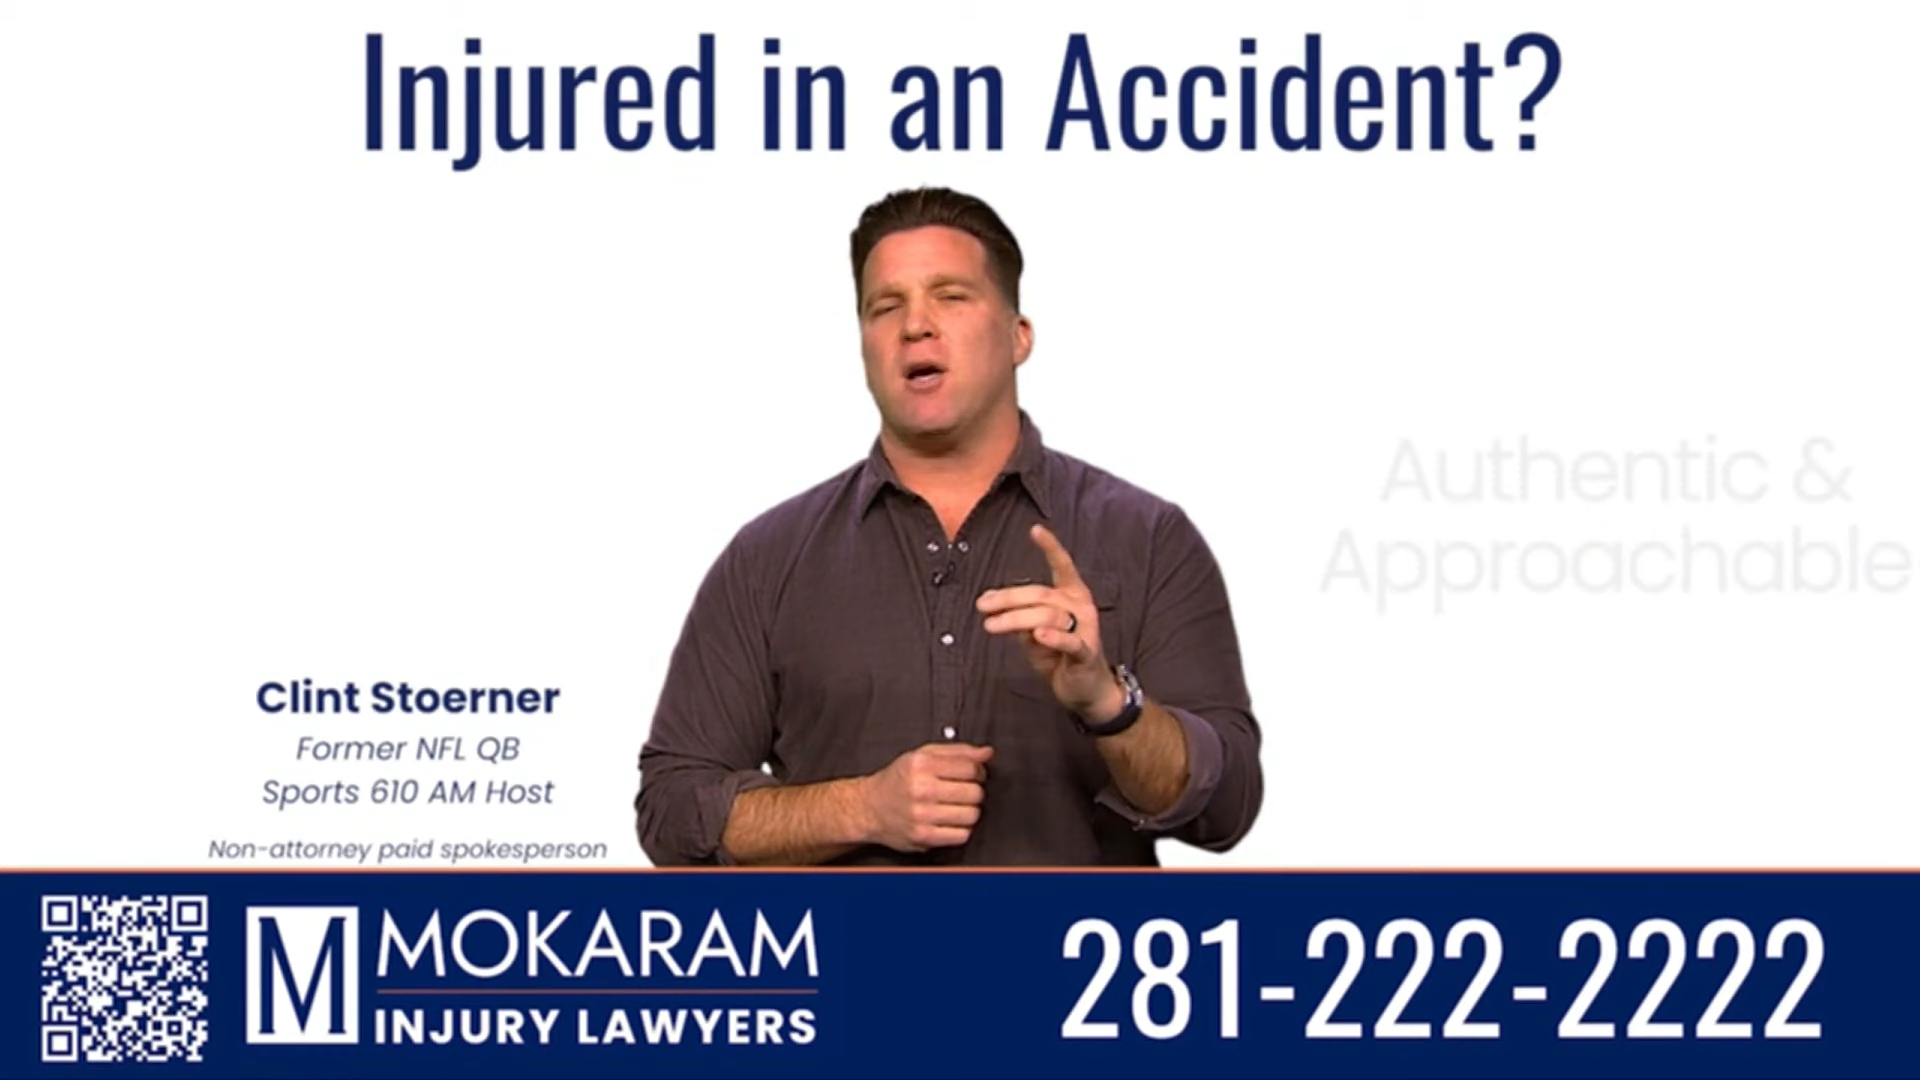 Injured in an Accident?
Authentic &
Approachable
Clint Stoerner
Former NFL QB
Sports 610 AM Host
Non-attorney paid spokesperson
M
MOKARAM
INJURY LAWYERS
281-222-2222